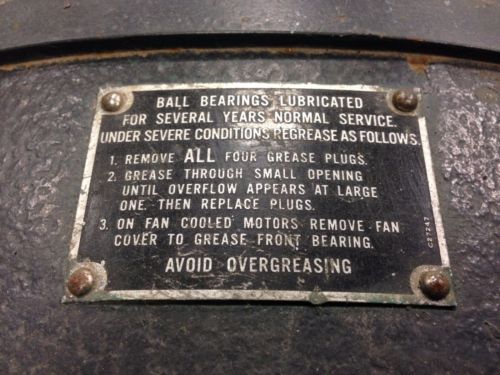 BALL BEARINGS LUBRICATED
FOR SEVERAL YEARS NORMAL SERVICE.
UNDER SEVERE CONDITIONS REGREASE AS FOLLOWS.
1. REMOVE ALL FOUR GREASE PLUGS.
2. GREASE THROUGH SMALL OPENING
UNTIL OVERFLOW APPEARS AT LARGE
ONE. THEN REPLACE PLUGS.
3. ON FAN COOLED MOTORS REMOVE FAN
COVER TO GREASE FRONT BEARING.
AVOID OVERGREASING
C27247